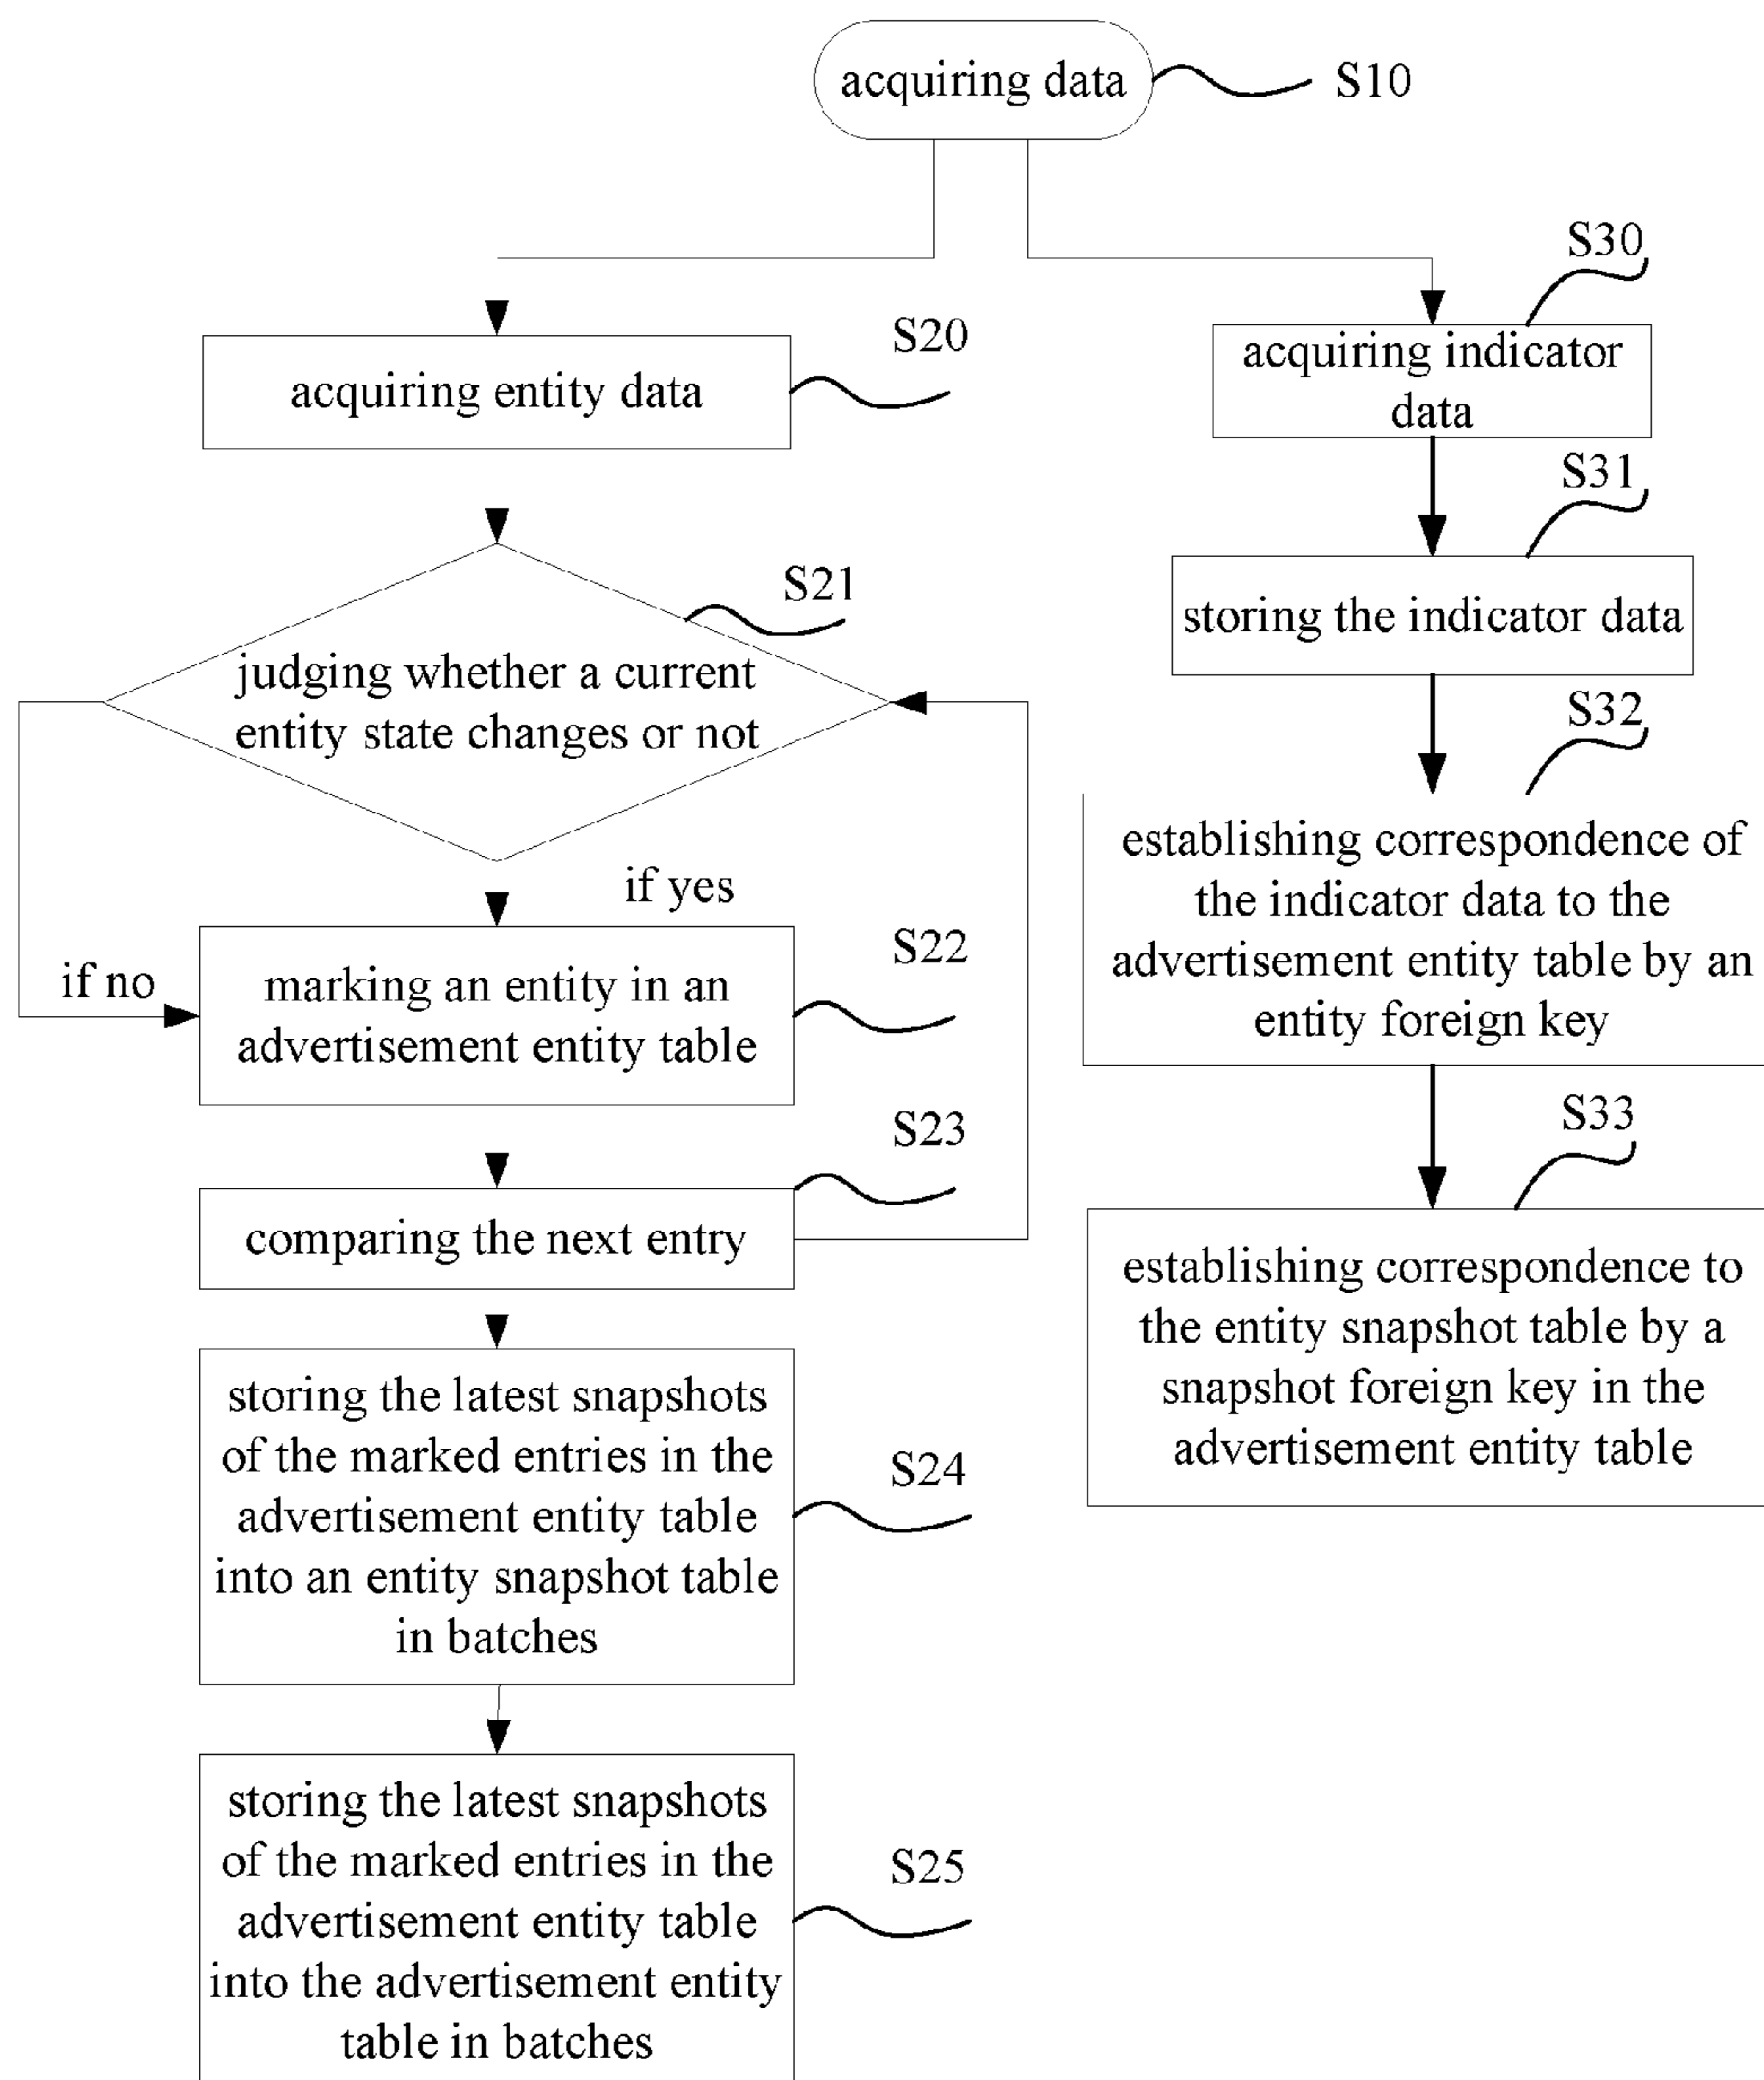 acquiring data
S10
S20
acquiring entity data
S21
judging whether a current
entity state changes or not
if yes
if no
S22
marking an entity in an
advertisement entity table
S23
comparing the next entry
S24
storing the latest snapshots
of the marked entries in the
advertisement entity table
into an entity snapshot table
in batches
S25
storing the latest snapshots
of the marked entries in the
advertisement entity table
into the advertisement entity
table in batches
S30
acquiring indicator
data
S31
storing the indicator data
S32
establishing correspondence of
the indicator data to the
advertisement entity table by an
entity foreign key
S33
establishing correspondence to
the entity snapshot table by a
snapshot foreign key in the
advertisement entity table